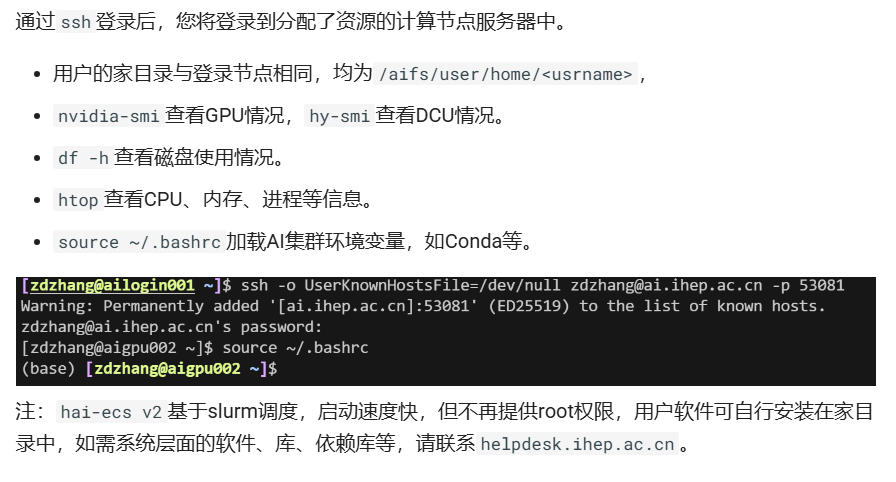 通过 ssh 登录后，您将登录到分配了资源的计算节点服务器中。
• 用户的家目录与登录节点相同，均为 /aifs/user/home/<usrname> ，
• nvidia-smi 查看GPU情况， hy-smi 查看DCU情况。
• df -h 查看磁盘使用情况。
• htop 查看CPU、内存、进程等信息。
• source ~/.bashrc 加载AI集群环境变量，如Conda等。
[zdzhang@ailogin001 ~]$ ssh -o UserKnownHostsFile=/dev/null zdzhang@ai.ihep.ac.cn -p 53081
Warning: Permanently added '[ai.ihep.ac.cn]:53081' (ED25519) to the list of known hosts.
zdzhang@ai.ihep.ac.cn's password:
[zdzhang@aigpu002 ~]$ source ~/.bashrc
(base) [zdzhang@aigpu002 ~]$
注： hai-ecs v2 基于slurm调度，启动速度快，但不再提供root权限，用户软件可自行安装在家目
录中，如需系统层面的软件、库、依赖库等，请联系 helpdesk.ihep.ac.cn 。